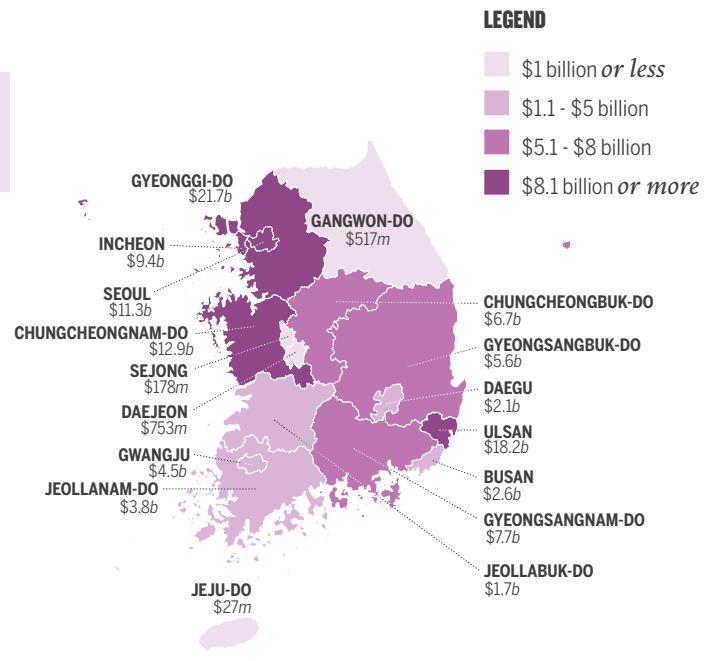 LEGEND
$1 billion or less
$1.1 - $5 billion
$5.1 - $8 billion
$8.1 billion or more
GYEONGGI-DO
$21.7b
GANGWON-DO
$517m
INCHEON
$9.4b
SEOUL
$11.3b
CHUNGCHEONGNAM-DO
$12.9b
SEJONG
$178m
DAEJEON
$753m
GWANGJU
$4.5b
JEOLLANAM-DO
$3.8b
JEJU-DO
$27m
CHUNGCHEONGBUK-DO
$6.7b
GYEONGSANGBUK-DO
$5.6b
DAEGU
$2.1b
ULSAN
$18.2b
BUSAN
$2.6b
GYEONGSANGNAM-DO
$7.7b
JEOLLABUK-DO
$1.7b